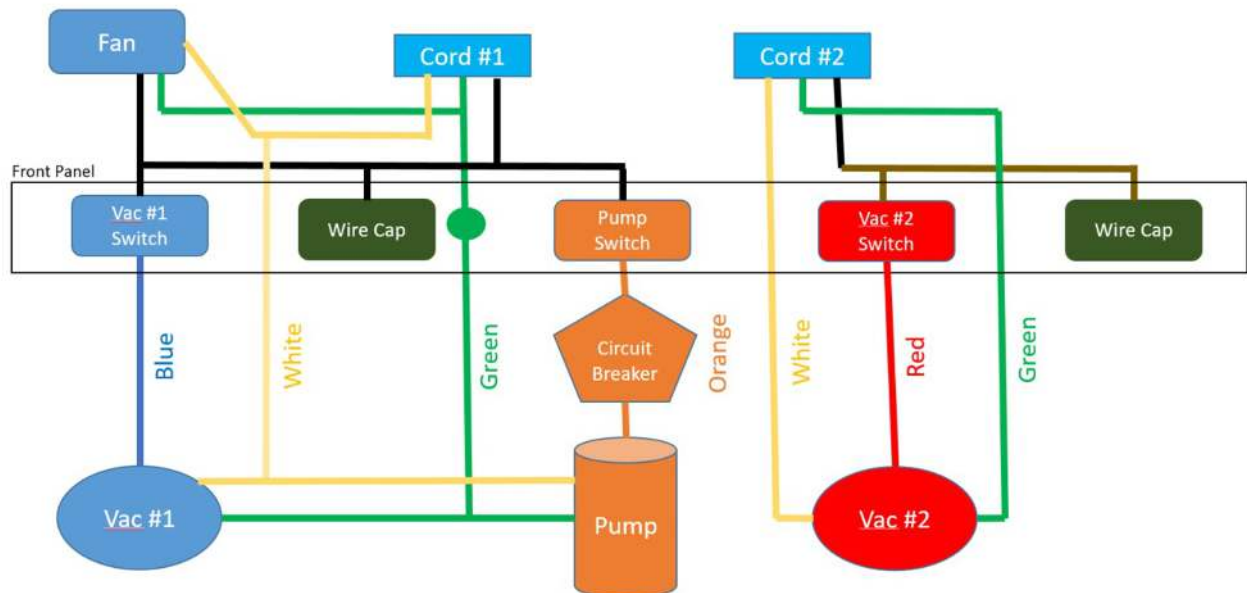 Fan
Cord #1
Cord #2
Front Panel
Vac #1
Switch
Wire Cap
Pump
Switch
Vac #2
Switch
Wire Cap
Blue
White
Green
Circuit
Breaker
Orange
White
Red
Green
Vac #1
Pump
Vac #2